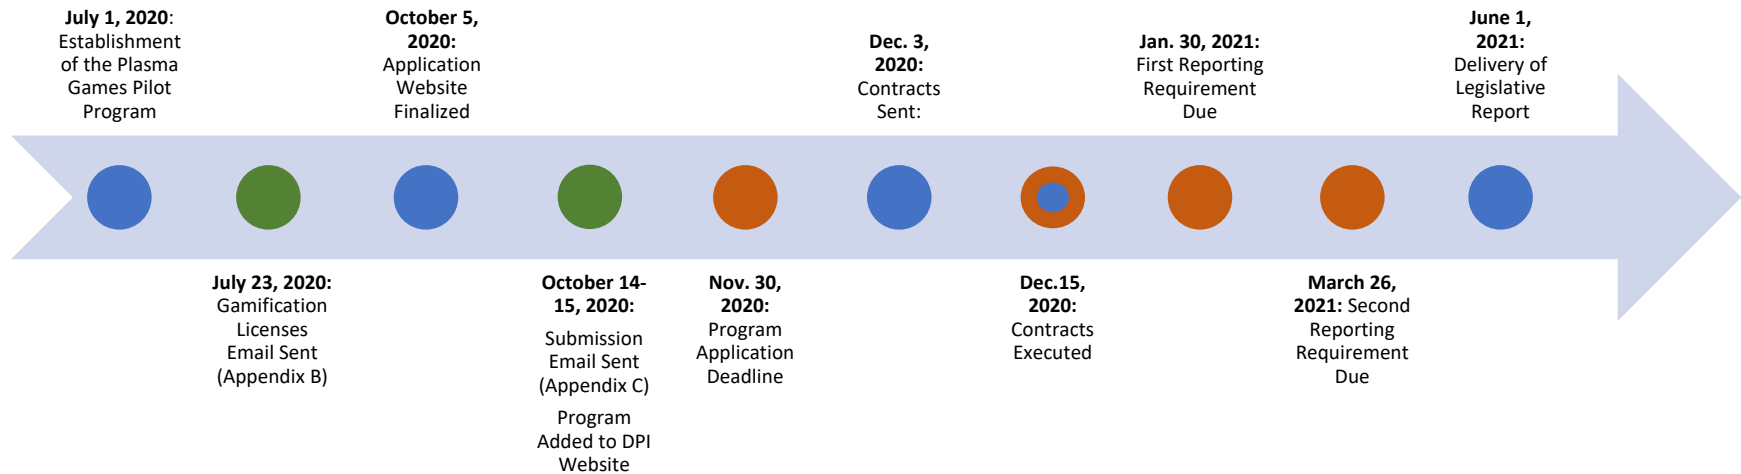 July 1, 2020:
Establishment
of the Plasma
Games Pilot
Program
October 5,
2020:
Application
Website
Finalized
Dec. 3,
2020:
Contracts
Sent:
Jan. 30, 2021:
First Reporting
Requirement
Due
June 1,
2021:
Delivery of
Legislative
Report
July 23, 2020:
Gamification
Licenses
Email Sent
(Appendix B)
October 14-
15, 2020:
Submission
Email Sent
(Appendix C)
Program
Added to DPI
Website
Nov. 30,
2020:
Program
Application
Deadline
Dec.15,
2020:
Contracts
Executed
March 26,
2021: Second
Reporting
Requirement
Due